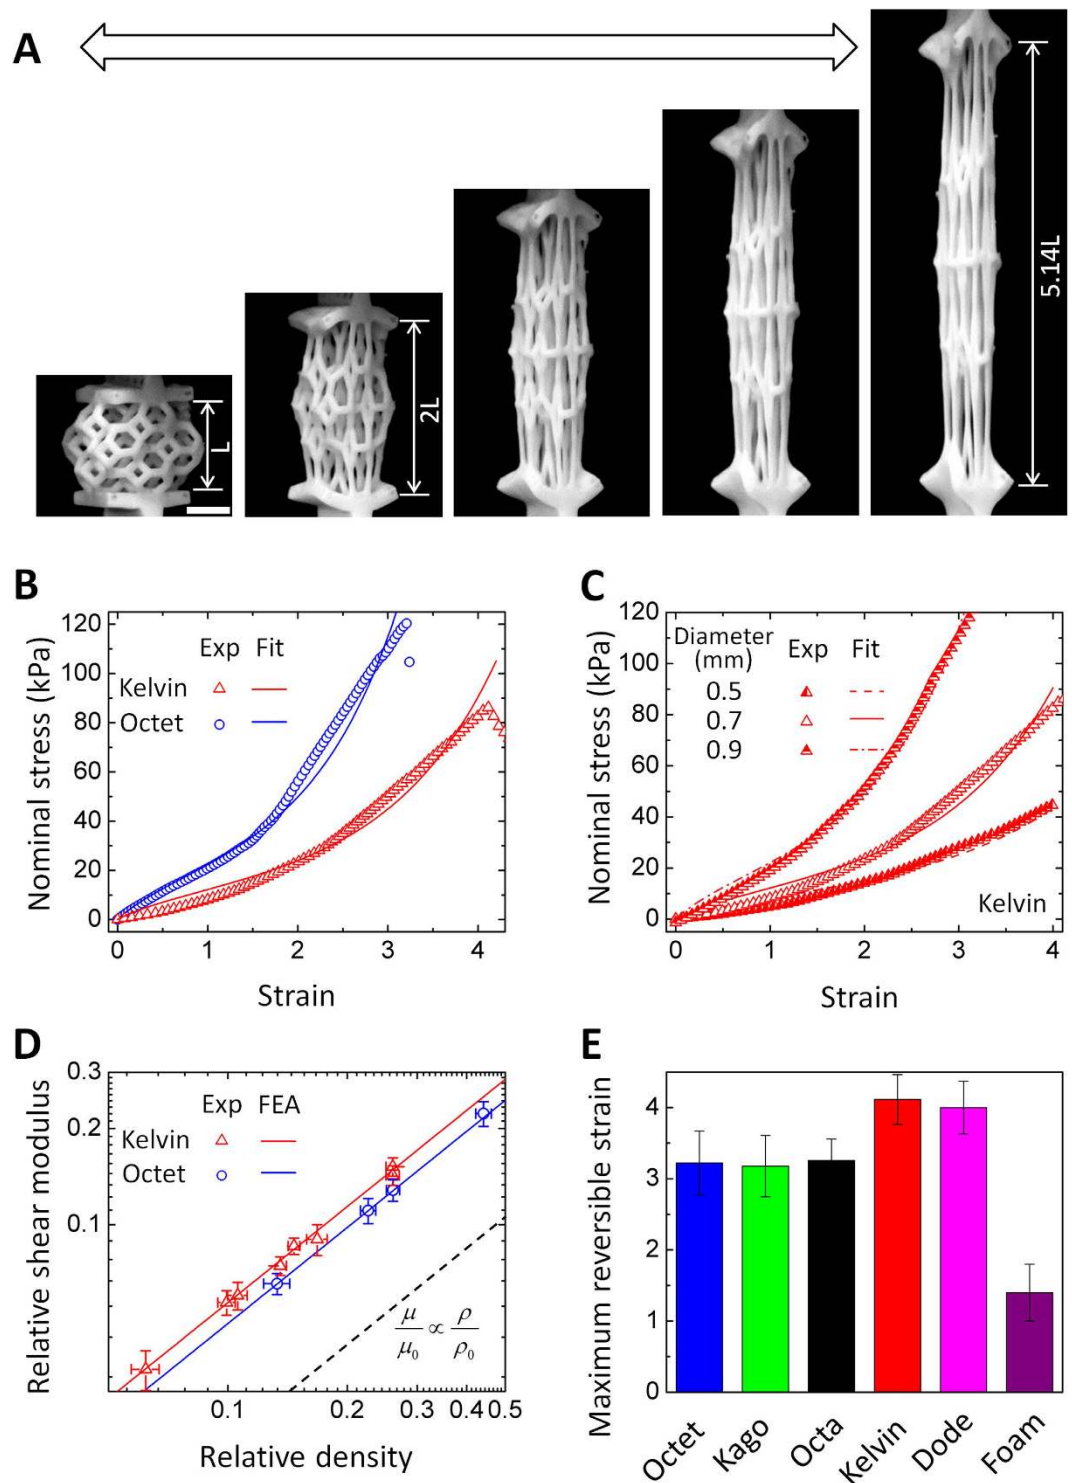 A
L
2L
5.14L
B
Nominal stress (kPa)
120
100
80
60
40
20
0
Exp Fit
Kelvin
Octet
0 1 2 3 4
Strain
C
Nominal stress (kPa)
120
100
80
60
40
20
0
Diameter
(mm) Exp Fit
0.5
0.7
0.9
Kelvin
0 1 2 3 4
Strain
D
Relative shear modulus
0.3
0.2
0.1
Exp FEA
Kelvin
Octet
μ/μ0 ∝ ρ/ρ0
0.1 0.2 0.3 0.4 0.5
Relative density
E
Maximum reversible strain
4
3
2
1
0
Octet Kago Octa Kelvin Dode Foam